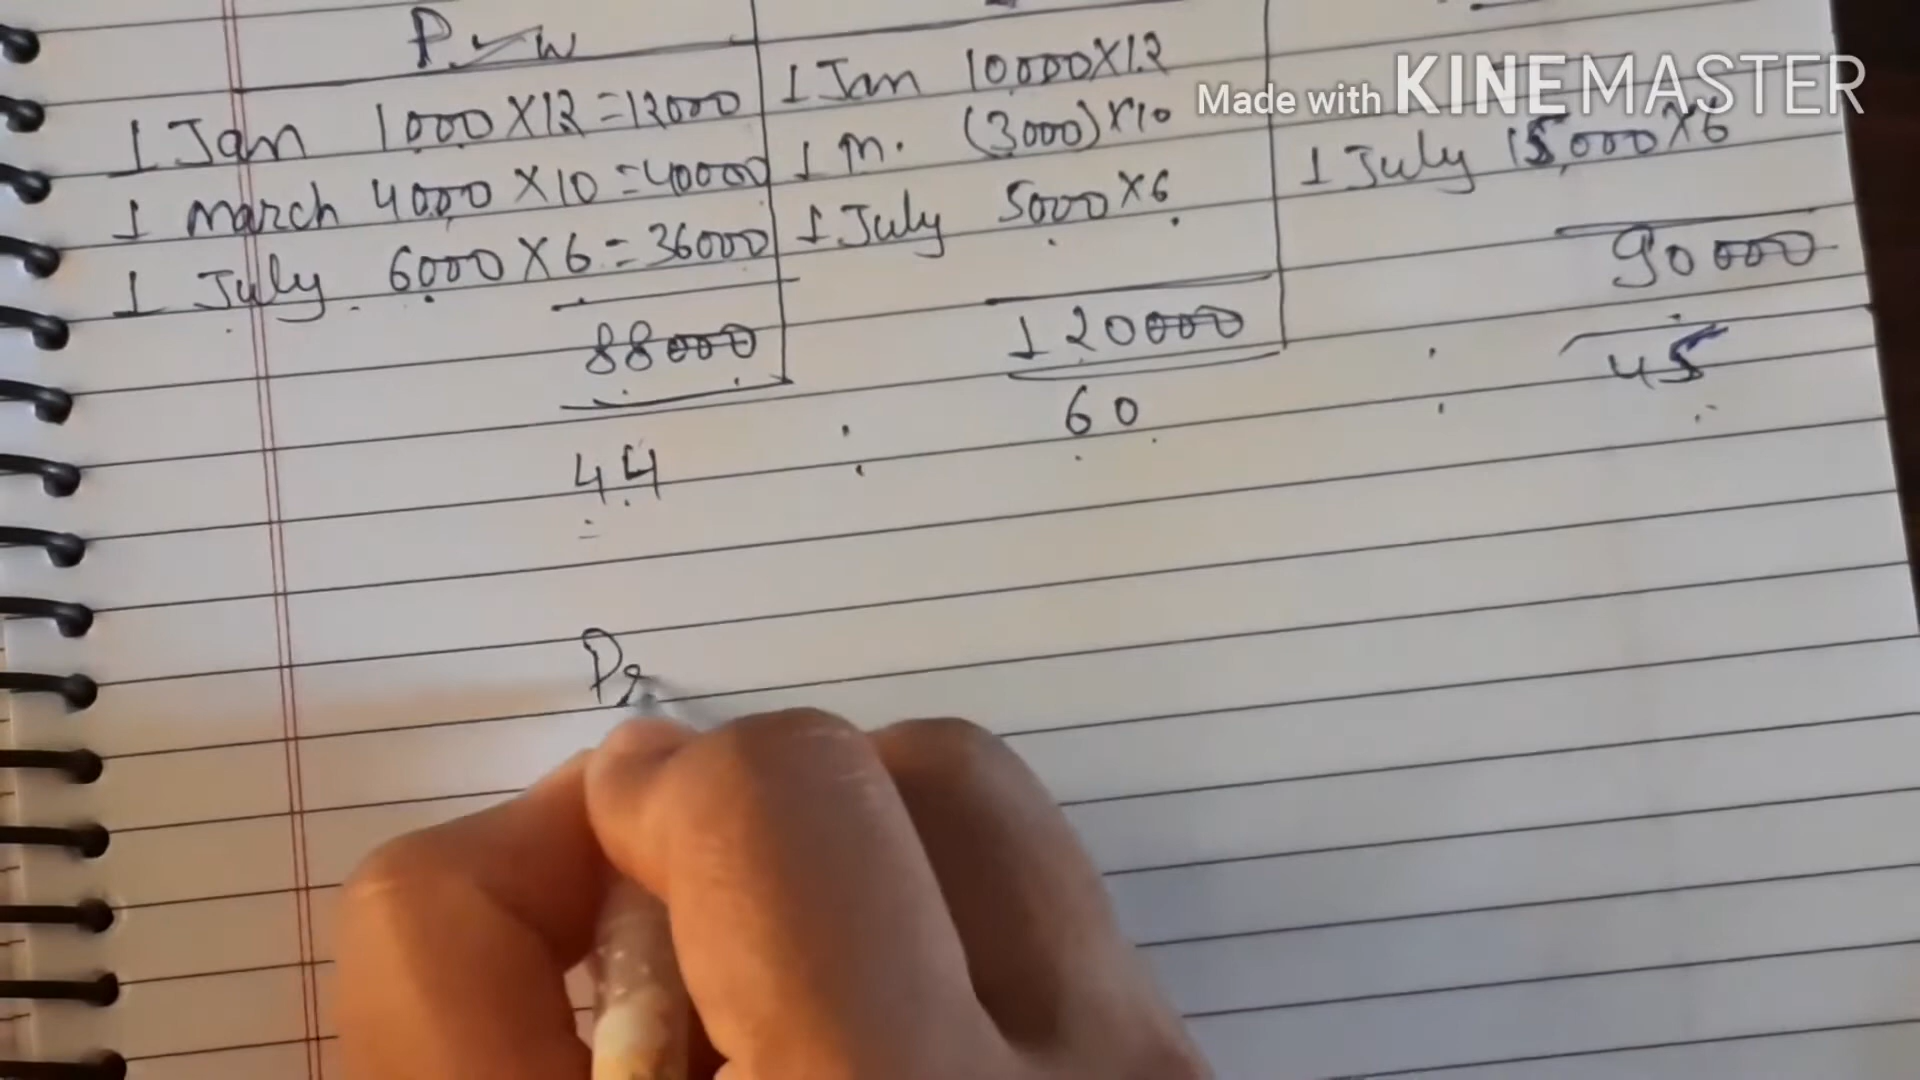 Made with KINEMASTER
1 Jan 1000 X 12 = 12000
1 march 4000 X 10 = 40000
1 July 6000 X 6 = 36000
88000
44
1 Jan 10000 X 12
1 m. (3000) X 10
1 July 5000 X 6
120000
: 60
1 July 15000 X 6
90000
: 45